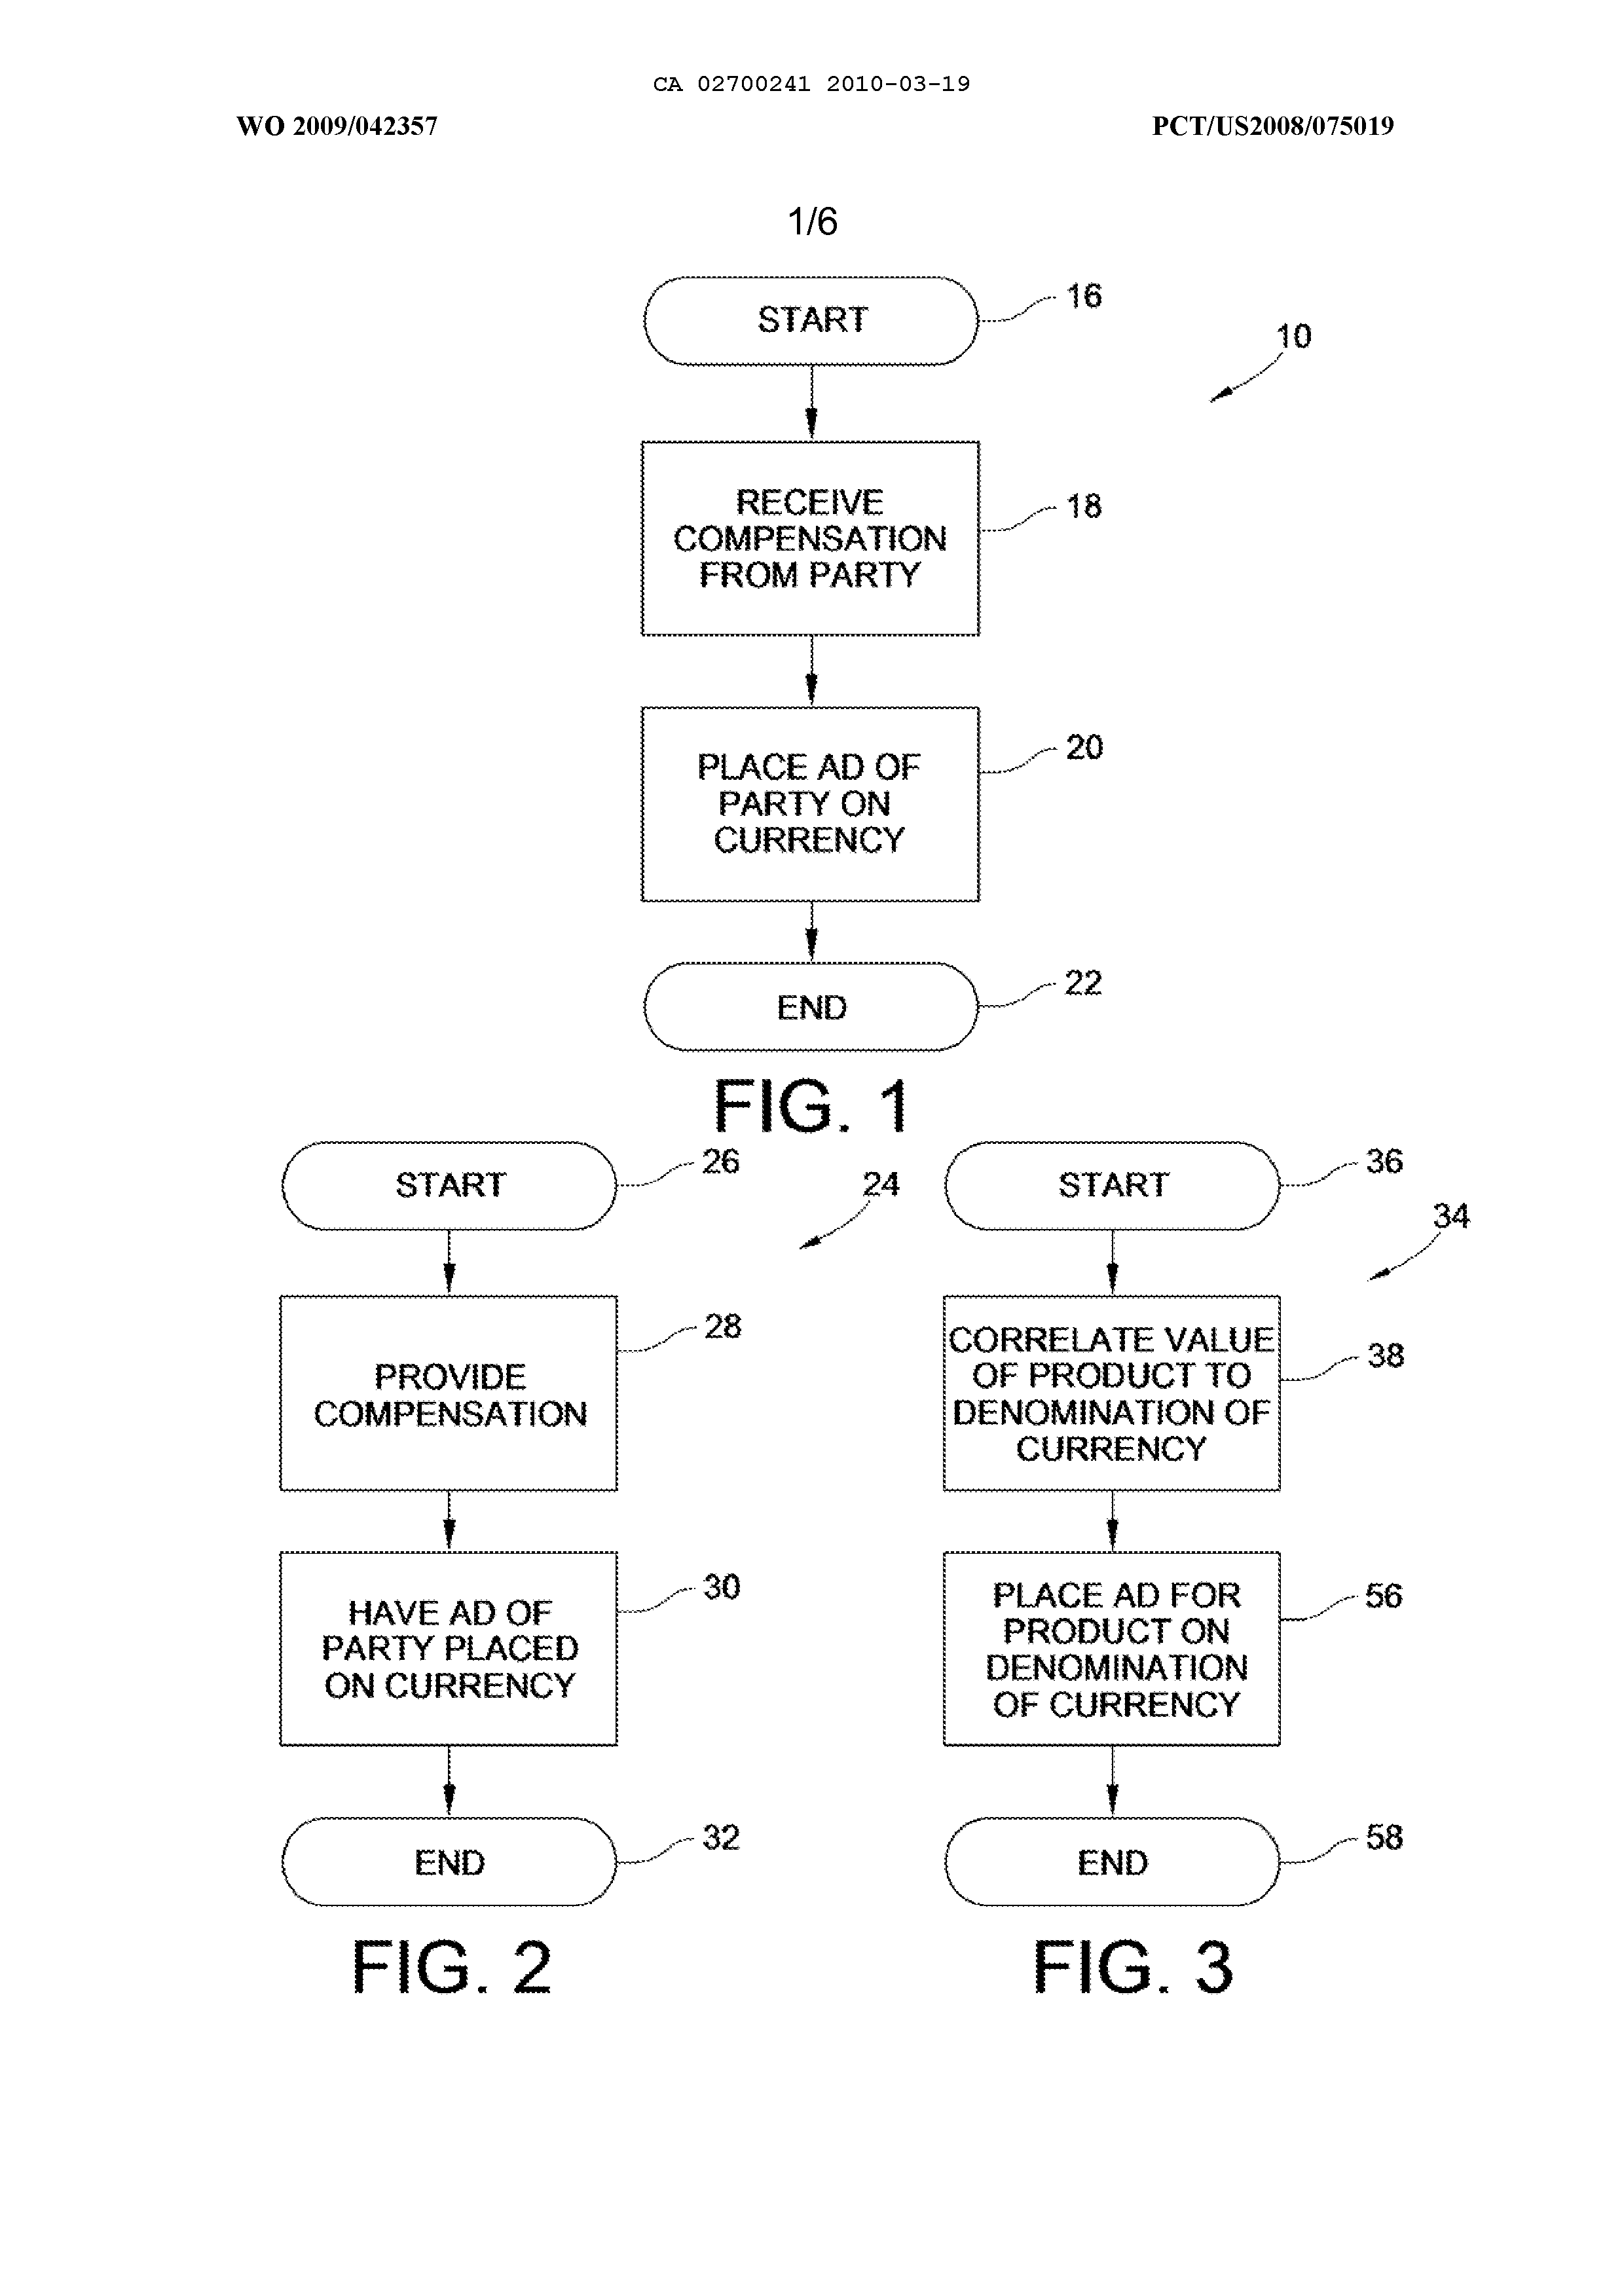 CA 02700241 2010-03-19
WO 2009/042357
PCT/US2008/075019
1/6
START
16
10
RECEIVE
COMPENSATION
FROM PARTY
18
PLACE AD OF
PARTY ON
CURRENCY
20
END
22
FIG. 1
START
26
24
PROVIDE
COMPENSATION
28
HAVE AD OF
PARTY PLACED
ON CURRENCY
30
END
32
FIG. 2
START
36
34
CORRELATE VALUE
OF PRODUCT TO
DENOMINATION OF
CURRENCY
38
PLACE AD FOR
PRODUCT ON
DENOMINATION
OF CURRENCY
56
END
58
FIG. 3